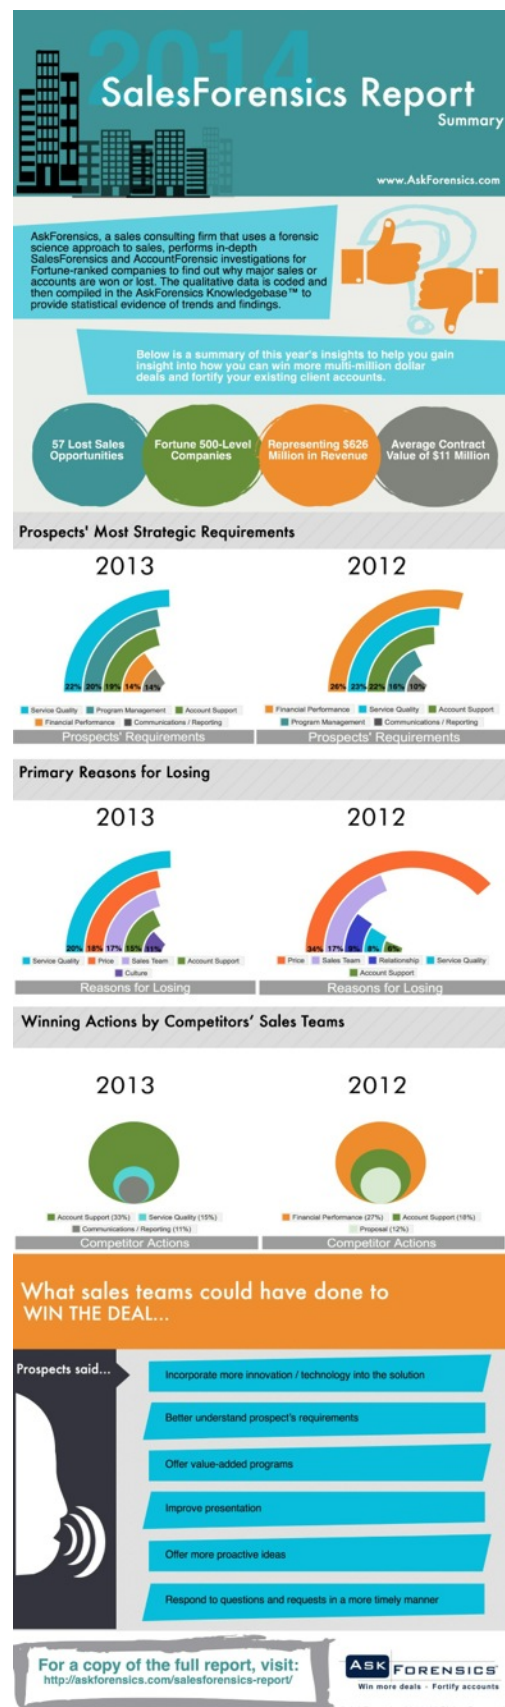 2014
SalesForensics Report
Summary
www.AskForensics.com
AskForensics, a sales consulting firm that uses a forensic
science approach to sales, performs in-depth
SalesForensics and AccountForensic investigations for
Fortune-ranked companies to find out why major sales or
accounts are won or lost. The qualitative data is coded and
then compiled in the AskForensics Knowledgebase™ to
provide statistical evidence of trends and findings.
Below is a summary of this year's insights to help you gain
insight into how you can win more multi-million dollar
deals and fortify your existing client accounts.
57 Lost Sales
Opportunities
Fortune 500-Level
Companies
Representing $626
Million in Revenue
Average Contract
Value of $11 Million
Prospects' Most Strategic Requirements
2013
22% 20% 19% 14% 14%
Service Quality Program Management Account Support
Financial Performance Communications / Reporting
Prospects' Requirements
2012
26% 23% 22% 16% 10%
Financial Performance Service Quality Account Support
Program Management Communications / Reporting
Prospects' Requirements
Primary Reasons for Losing
2013
20% 18% 17% 15% 11%
Service Quality Price Sales Team Account Support
Culture
Reasons for Losing
2012
34% 17% 9% 8% 6%
Price Sales Team Relationship Service Quality
Account Support
Reasons for Losing
Winning Actions by Competitors' Sales Teams
2013
Account Support (33%) Service Quality (15%)
Communications / Reporting (11%)
Competitor Actions
2012
Financial Performance (27%) Account Support (18%)
Proposal (12%)
Competitor Actions
What sales teams could have done to
WIN THE DEAL...
Prospects said...
Incorporate more innovation / technology into the solution
Better understand prospect's requirements
Offer value-added programs
Improve presentation
Offer more proactive ideas
Respond to questions and requests in a more timely manner
For a copy of the full report, visit:
http://askforensics.com/salesforensics-report/
ASK FORENSICS
Win more deals - Fortify accounts